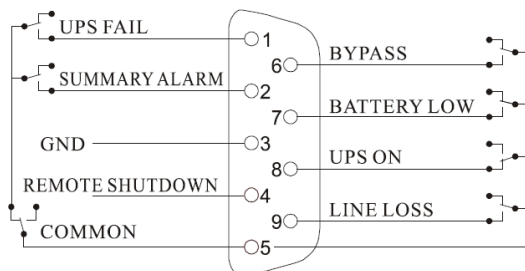 UPS FAIL 1
6 BYPASS
SUMMARY ALARM 2
7 BATTERY LOW
GND 3
8 UPS ON
REMOTE SHUTDOWN 4
9 LINE LOSS
COMMON 5